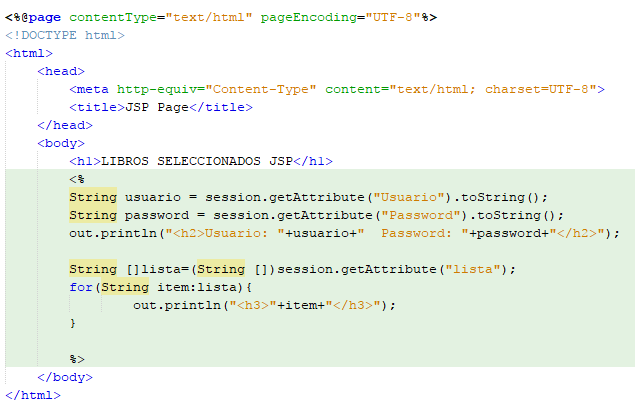 <%@page contentType="text/html" pageEncoding="UTF-8"%>
<!DOCTYPE html>
<html>
    <head>
        <meta http-equiv="Content-Type" content="text/html; charset=UTF-8">
        <title>JSP Page</title>
    </head>
    <body>
        <h1>LIBROS SELECCIONADOS JSP</h1>
        <%
        String usuario = session.getAttribute("Usuario").toString();
        String password = session.getAttribute("Password").toString();
        out.println("<h2>Usuario: "+usuario+"  Password: "+password+"</h2>");

        String []lista=(String [])session.getAttribute("lista");
        for(String item:lista){
                out.println("<h3>"+item+"</h3>");
        }

        %>
    </body>
</html>